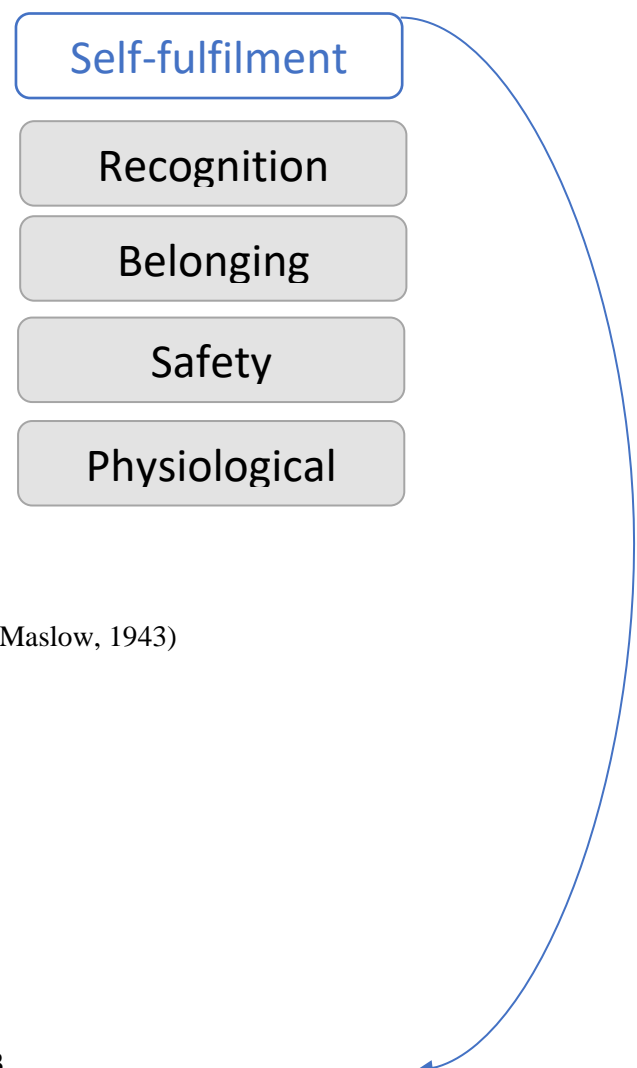 Self-fulfilment
Recognition
Belonging
Safety
Physiological
Maslow, 1943)